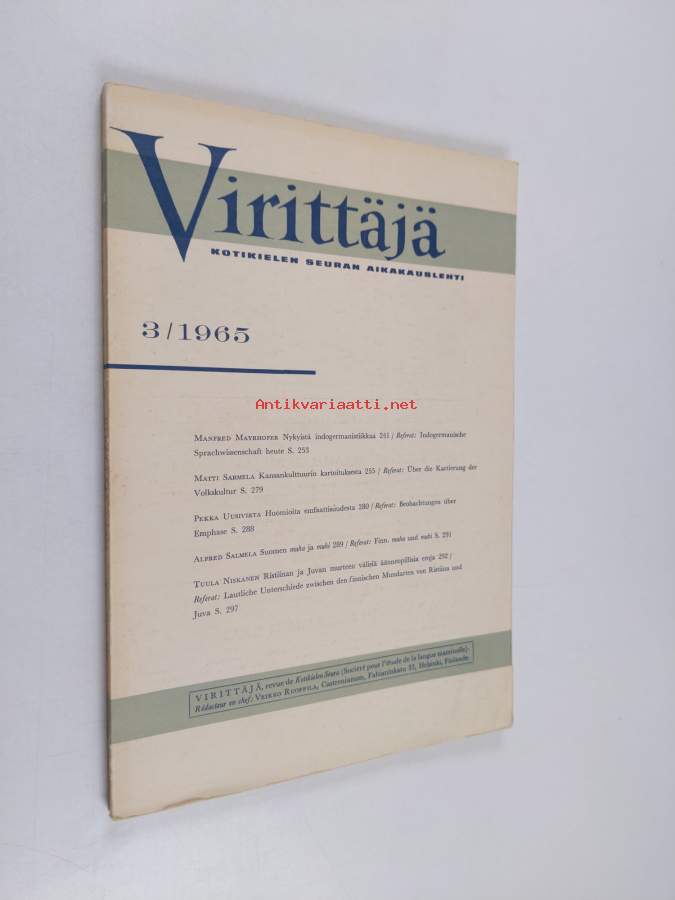 Virittäjä
KOTIKIELEN SEURAN AIKAKAUSLEHTI
3/1965
Antikvariaatti.net
MANFRED MAYRHOFER Nykyistä indogermanistiikkaa 241 / Referat: Indogermanische
Sprachwissenschaft heute S. 253
MATTI SARMELA Kansankulttuurin kartoituksesta 255 / Referat: Über die Kartierung der
Volkskultur S. 279
PEKKA UUSIVIRTA Huomioita emfaattisuudesta 280 / Referat: Beobachtungen über
Emphase S. 288
ALFRED SALMELA Suomen maha ja mahi 289 / Referat: Finn. maha und mahi S. 291
TUULA NISKANEN Ristiinan ja Juvan murteen välisiä äänneopillisia eroja 292 /
Referat: Lautliche Unterschiede zwischen den finnischen Mundarten von Ristiina und
Juva S. 297
VIRITTÄJÄ, revue de Kotikielen Seura (Société pour l'étude de la langue maternelle).
Rédacteur en chef: VEIKKO RUOPPILA, Castrenianum, Fabianinkatu 33, Helsinki, Finlande.